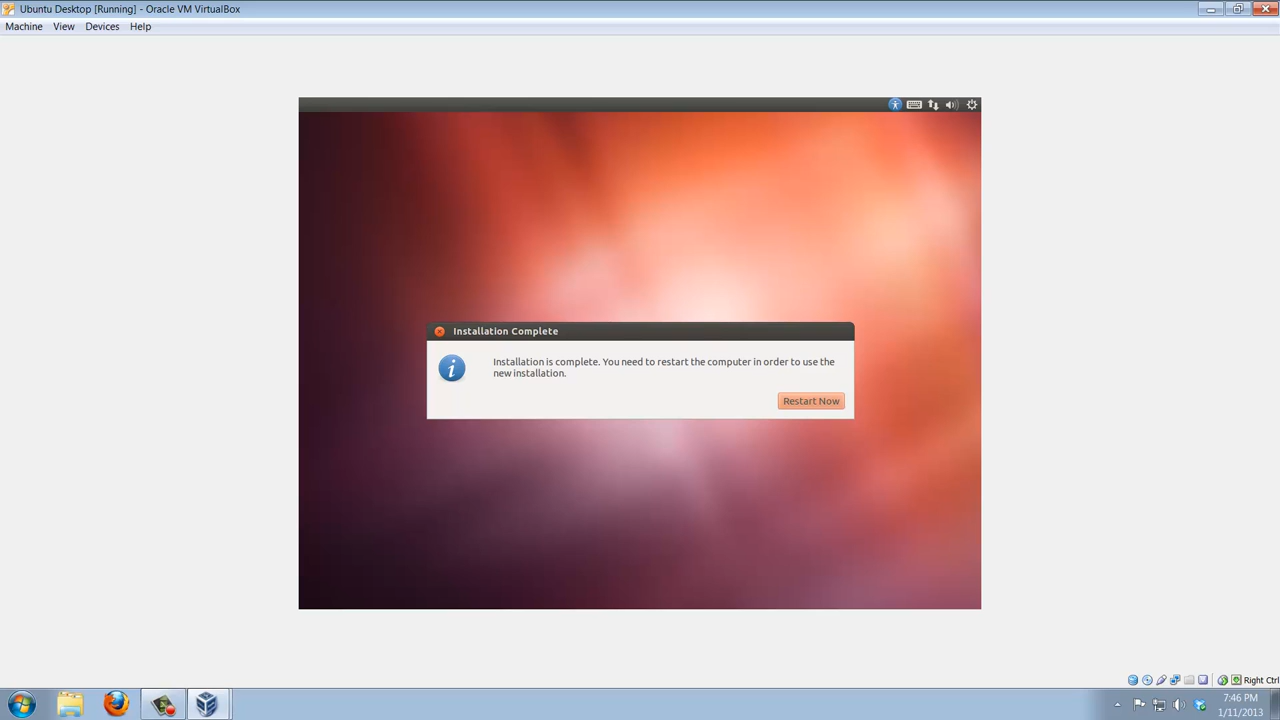 Ubuntu Desktop [Running] - Oracle VM VirtualBox
Machine View Devices Help
Installation Complete
Installation is complete. You need to restart the computer in order to use the
new installation.
Restart Now
Right Ctrl
7:46 PM
1/11/2013